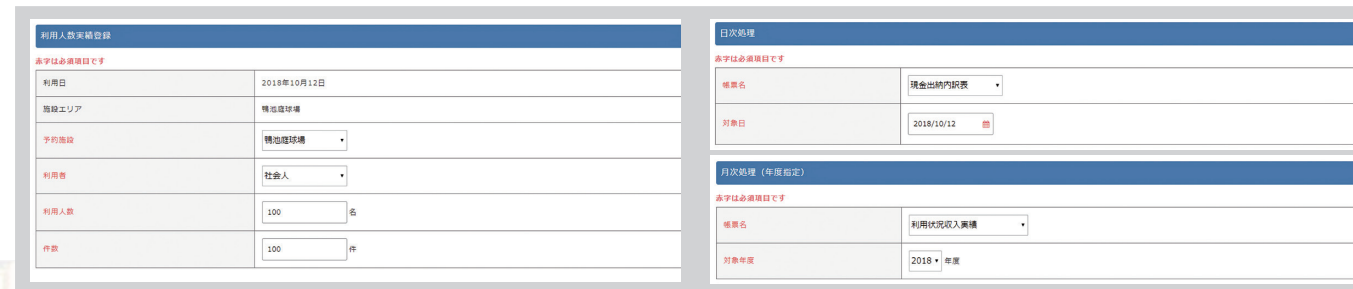 利用人数実績登録
赤字は必須項目です
利用日 2018年10月12日
施設エリア 鴨池庭球場
予約施設 鴨池庭球場
利用者 社会人
利用人数 100 名
件数 100 件
日次処理
赤字は必須項目です
帳票名 現金出納内訳表
対象日 2018/10/12
月次処理（年度指定）
赤字は必須項目です
帳票名 利用状況収入実績
対象年度 2018 年度